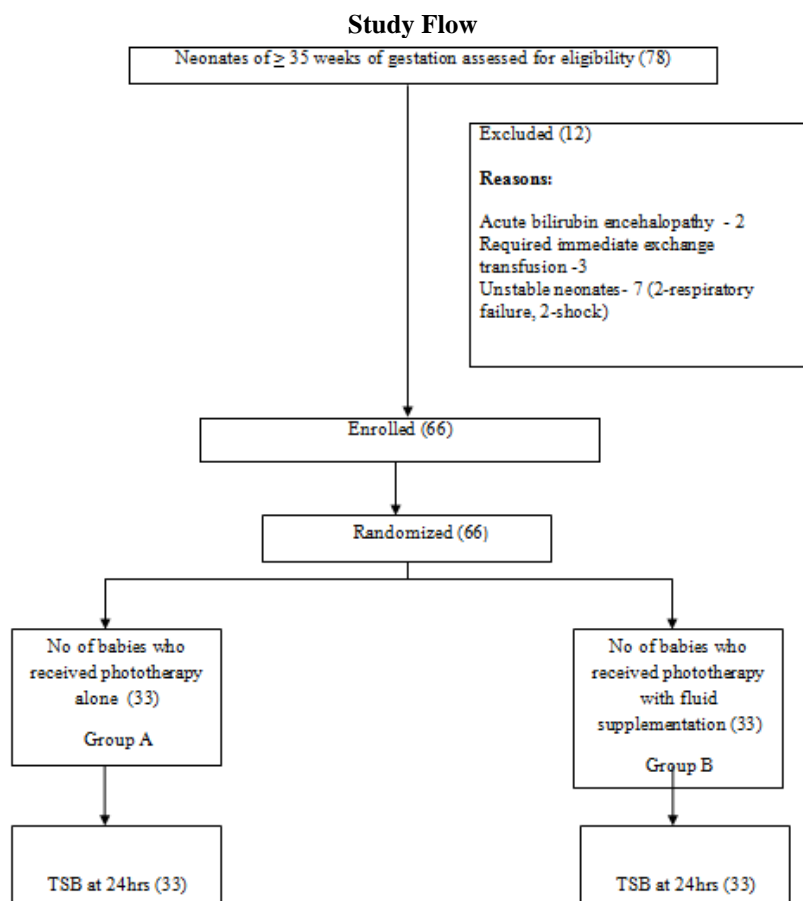 Study Flow
Neonates of ≥ 35 weeks of gestation assessed for eligibility (78)
Excluded (12)
Reasons:
Acute bilirubin encehalopathy - 2
Required immediate exchange
transfusion -3
Unstable neonates- 7 (2-respiratory
failure, 2-shock)
Enrolled (66)
Randomized (66)
No of babies who
received phototherapy
alone (33)
Group A
No of babies who
received phototherapy
with fluid
supplementation (33)
Group B
TSB at 24hrs (33)
TSB at 24hrs (33)